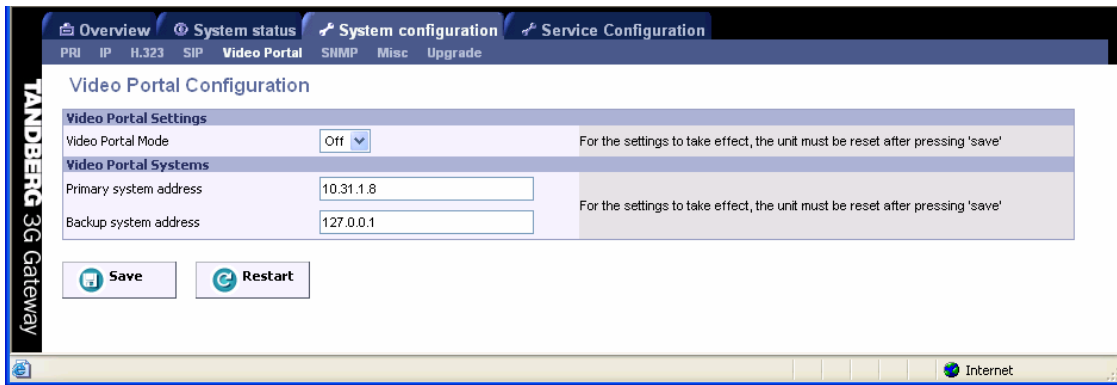 Overview System status System configuration Service Configuration
PRI IP H.323 SIP Video Portal SNMP Misc Upgrade
TANDBERG 3G Gateway
Video Portal Configuration
Video Portal Settings
Video Portal Mode Off For the settings to take effect, the unit must be reset after pressing 'save'
Video Portal Systems
Primary system address 10.31.1.8
For the settings to take effect, the unit must be reset after pressing 'save'
Backup system address 127.0.0.1
Save Restart
Internet